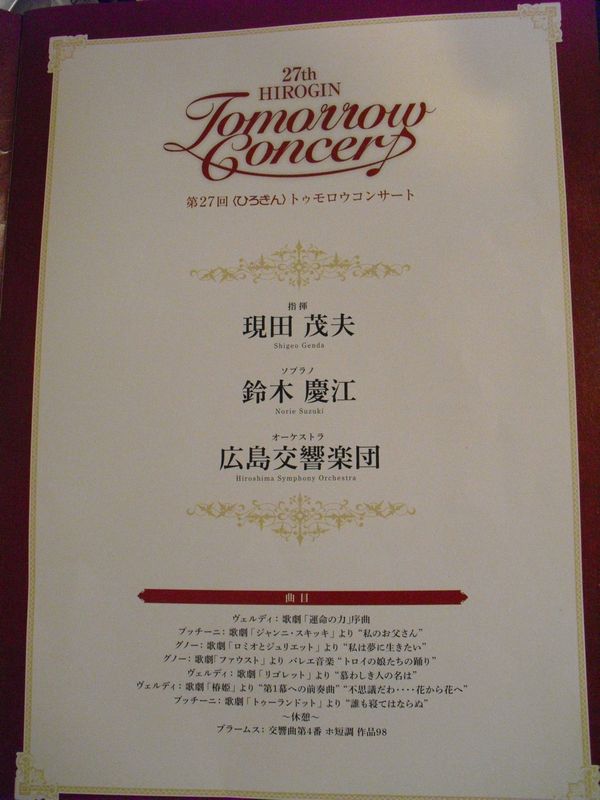 27th
HIROGIN
Tomorrow
Concert
第27回〈ひろぎん〉トゥモロウコンサート
指揮
現田 茂夫
Shigeo Genda
ソプラノ
鈴木 慶江
Norie Suzuki
オーケストラ
広島交響楽団
Hiroshima Symphony Orchestra
曲目
ヴェルディ：歌劇「運命の力」序曲
プッチーニ：歌劇「ジャンニ・スキッキ」より “私のお父さん”
グノー：歌劇「ロミオとジュリエット」より “私は夢に生きたい”
グノー：歌劇「ファウスト」より バレエ音楽 “トロイの娘たちの踊り”
ヴェルディ：歌劇「リゴレット」より “慕わしき人の名は”
ヴェルディ：歌劇「椿姫」より “第1幕への前奏曲” “不思議だわ・・・・花から花へ”
プッチーニ：歌劇「トゥーランドット」より “誰も寝てはならぬ”
〜休憩〜
ブラームス：交響曲第4番 ホ短調 作品98